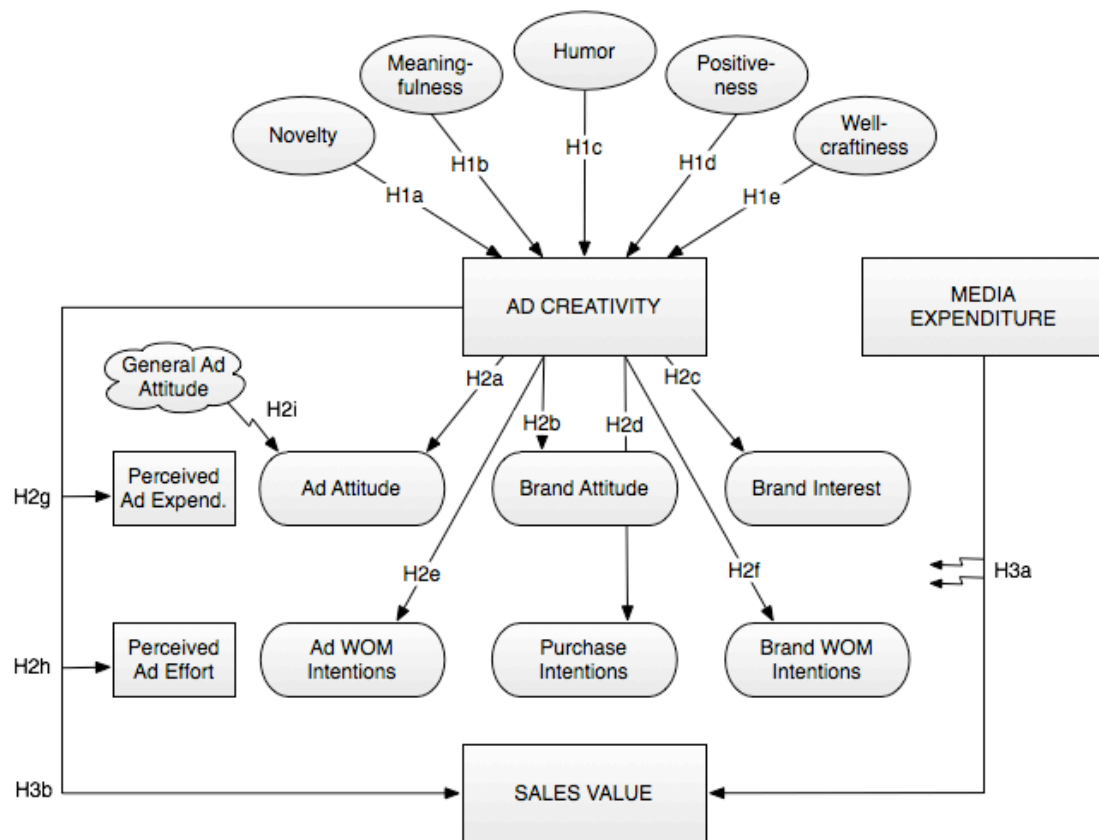 Humor
Meaning-
fulness
Positive-
ness
Novelty
Well-
craftiness
H1a
H1b
H1c
H1d
H1e
AD CREATIVITY
MEDIA
EXPENDITURE
General Ad
Attitude
H2a
H2c
H2i
H2b
H2d
H2g
Perceived
Ad Expend.
Ad Attitude
Brand Attitude
Brand Interest
H2e
H2f
H3a
H2h
Perceived
Ad Effort
Ad WOM
Intentions
Purchase
Intentions
Brand WOM
Intentions
H3b
SALES VALUE